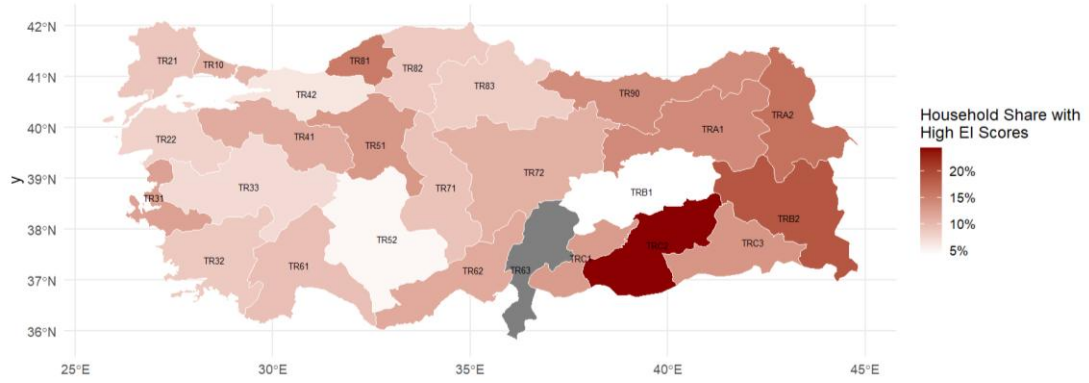 42°N
41°N
40°N
39°N
38°N
37°N
36°N
y
25°E
30°E
35°E
40°E
45°E
TR21
TR10
TR81
TR82
TR42
TR83
TR90
TRA2
TR22
TR41
TR51
TRA1
TR31
TR33
TR71
TR72
TRB1
TR52
TRB2
TR32
TR61
TR62
TR63
TRC1
TRC2
TRC3
Household Share with
High EI Scores
20%
15%
10%
5%